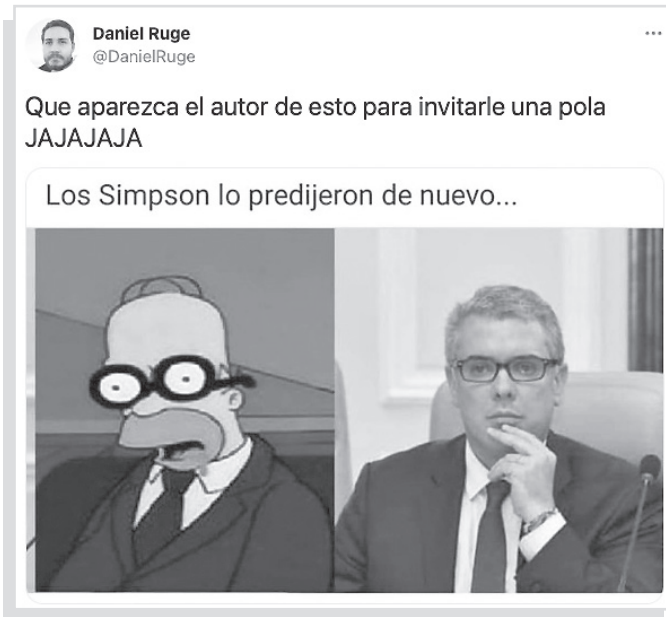 Daniel Ruge
@DanielRuge
Que aparezca el autor de esto para invitarle una pola
JAJAJAJA
Los Simpson lo predijeron de nuevo...